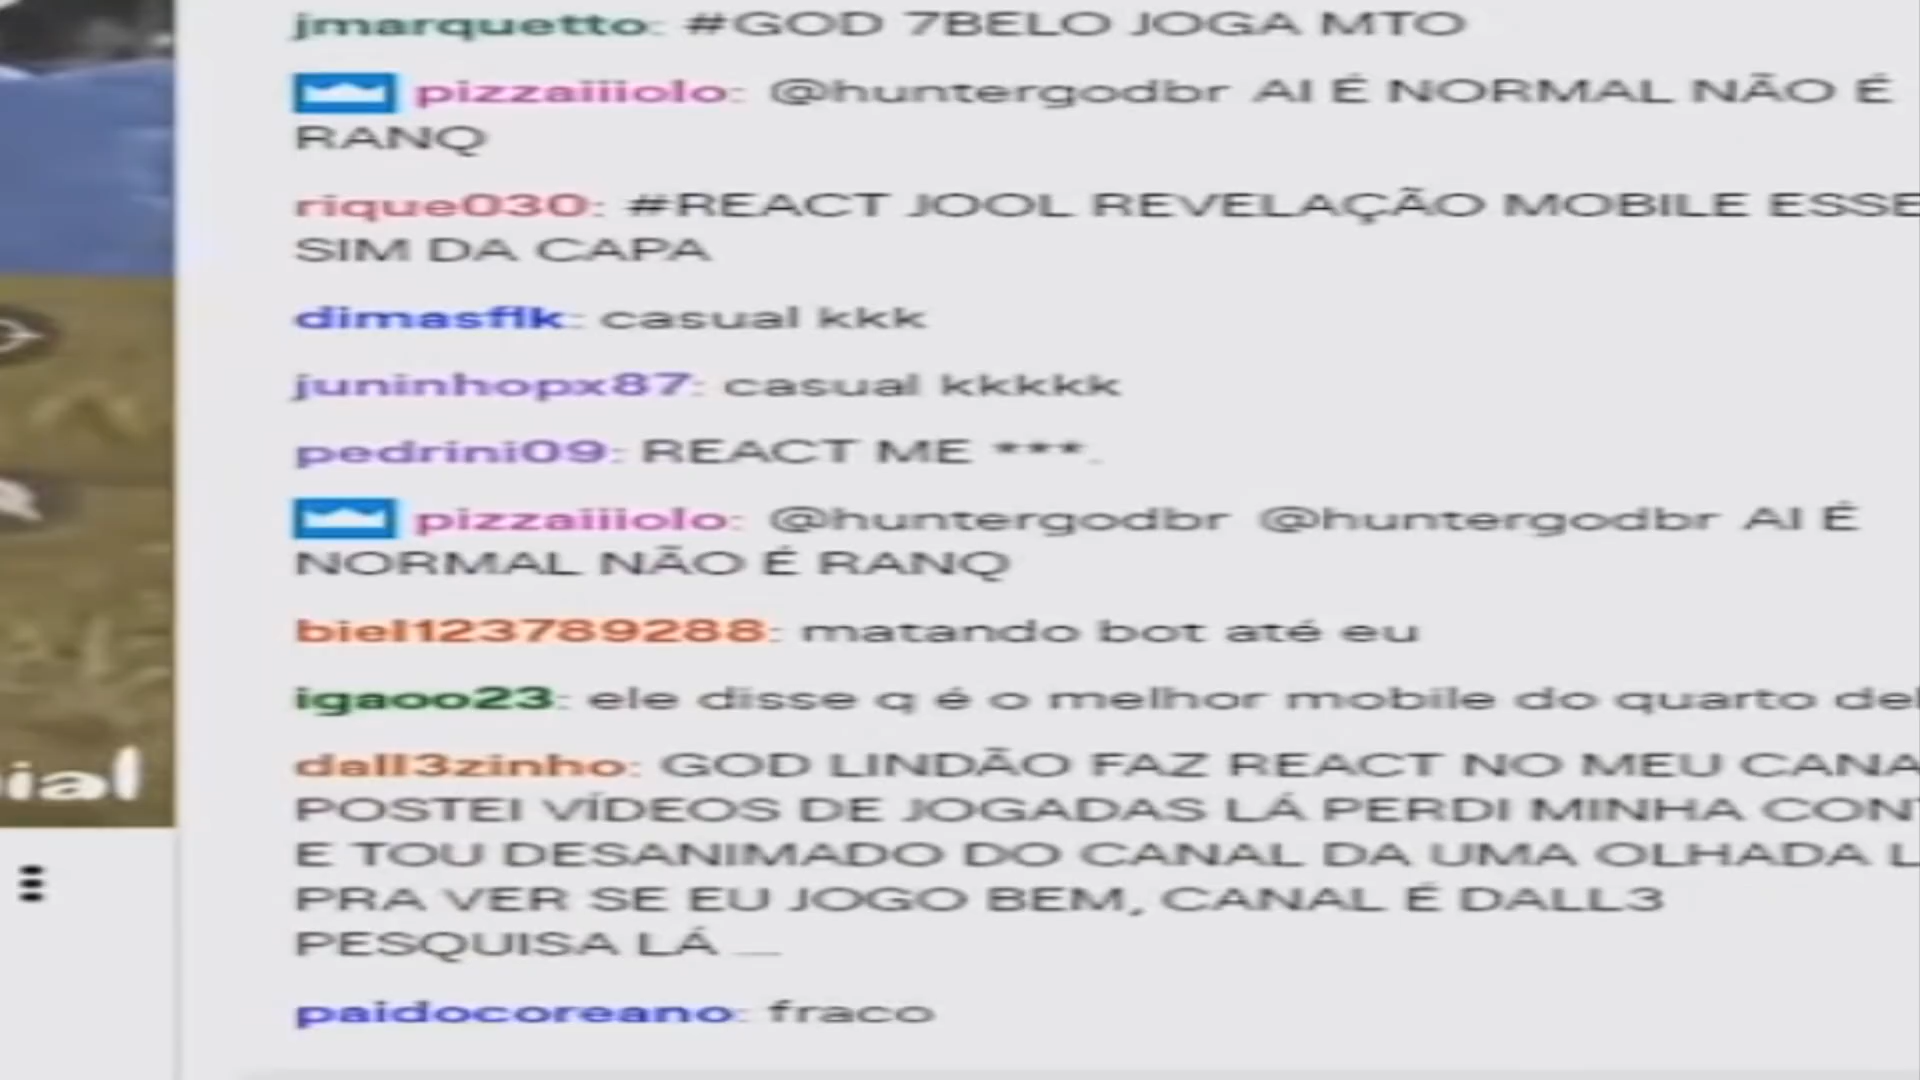 jmarquetto: #GOD 7BELO JOGA MTO
pizzaiiiolo: @huntergodbr AI É NORMAL NÃO É
RANQ
rique030: #REACT JOOL REVELAÇÃO MOBILE ESSE
SIM DA CAPA
dimasflk: casual kkk
juninhopx87: casual kkkkk
pedrini09: REACT ME ***.
pizzaiiiolo: @huntergodbr @huntergodbr AI É
NORMAL NÃO É RANQ
biel123789288: matando bot até eu
igaoo23: ele disse q é o melhor mobile do quarto del
dall3zinho: GOD LINDÃO FAZ REACT NO MEU CANA
POSTEI VÍDEOS DE JOGADAS LÁ PERDI MINHA CONT
E TOU DESANIMADO DO CANAL DA UMA OLHADA L
PRA VER SE EU JOGO BEM, CANAL É DALL3
PESQUISA LÁ ...
paidocoreano: fraco
ial